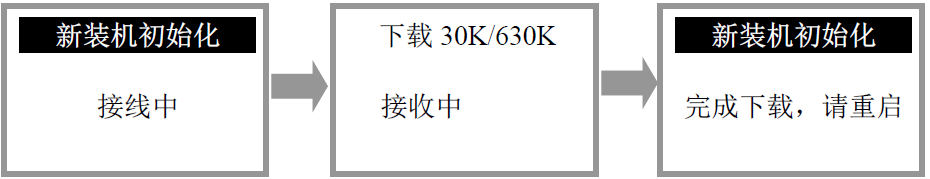 新装机初始化
接线中
下载 30K/630K
接收中
新装机初始化
完成下载，请重启